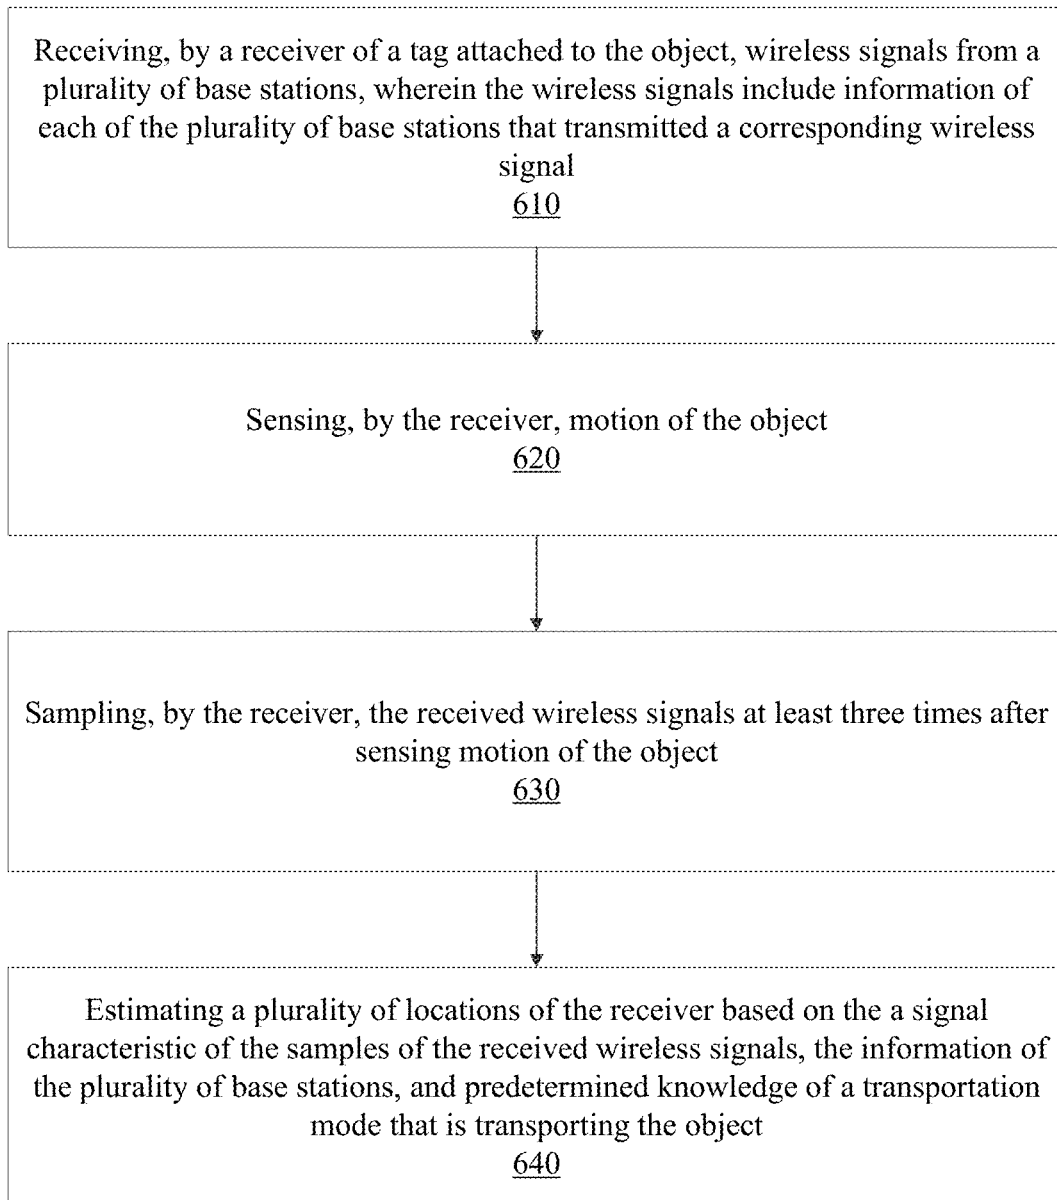 Receiving, by a receiver of a tag attached to the object, wireless signals from a
plurality of base stations, wherein the wireless signals include information of
each of the plurality of base stations that transmitted a corresponding wireless
signal
610
Sensing, by the receiver, motion of the object
620
Sampling, by the receiver, the received wireless signals at least three times after
sensing motion of the object
630
Estimating a plurality of locations of the receiver based on the a signal
characteristic of the samples of the received wireless signals, the information of
the plurality of base stations, and predetermined knowledge of a transportation
mode that is transporting the object
640